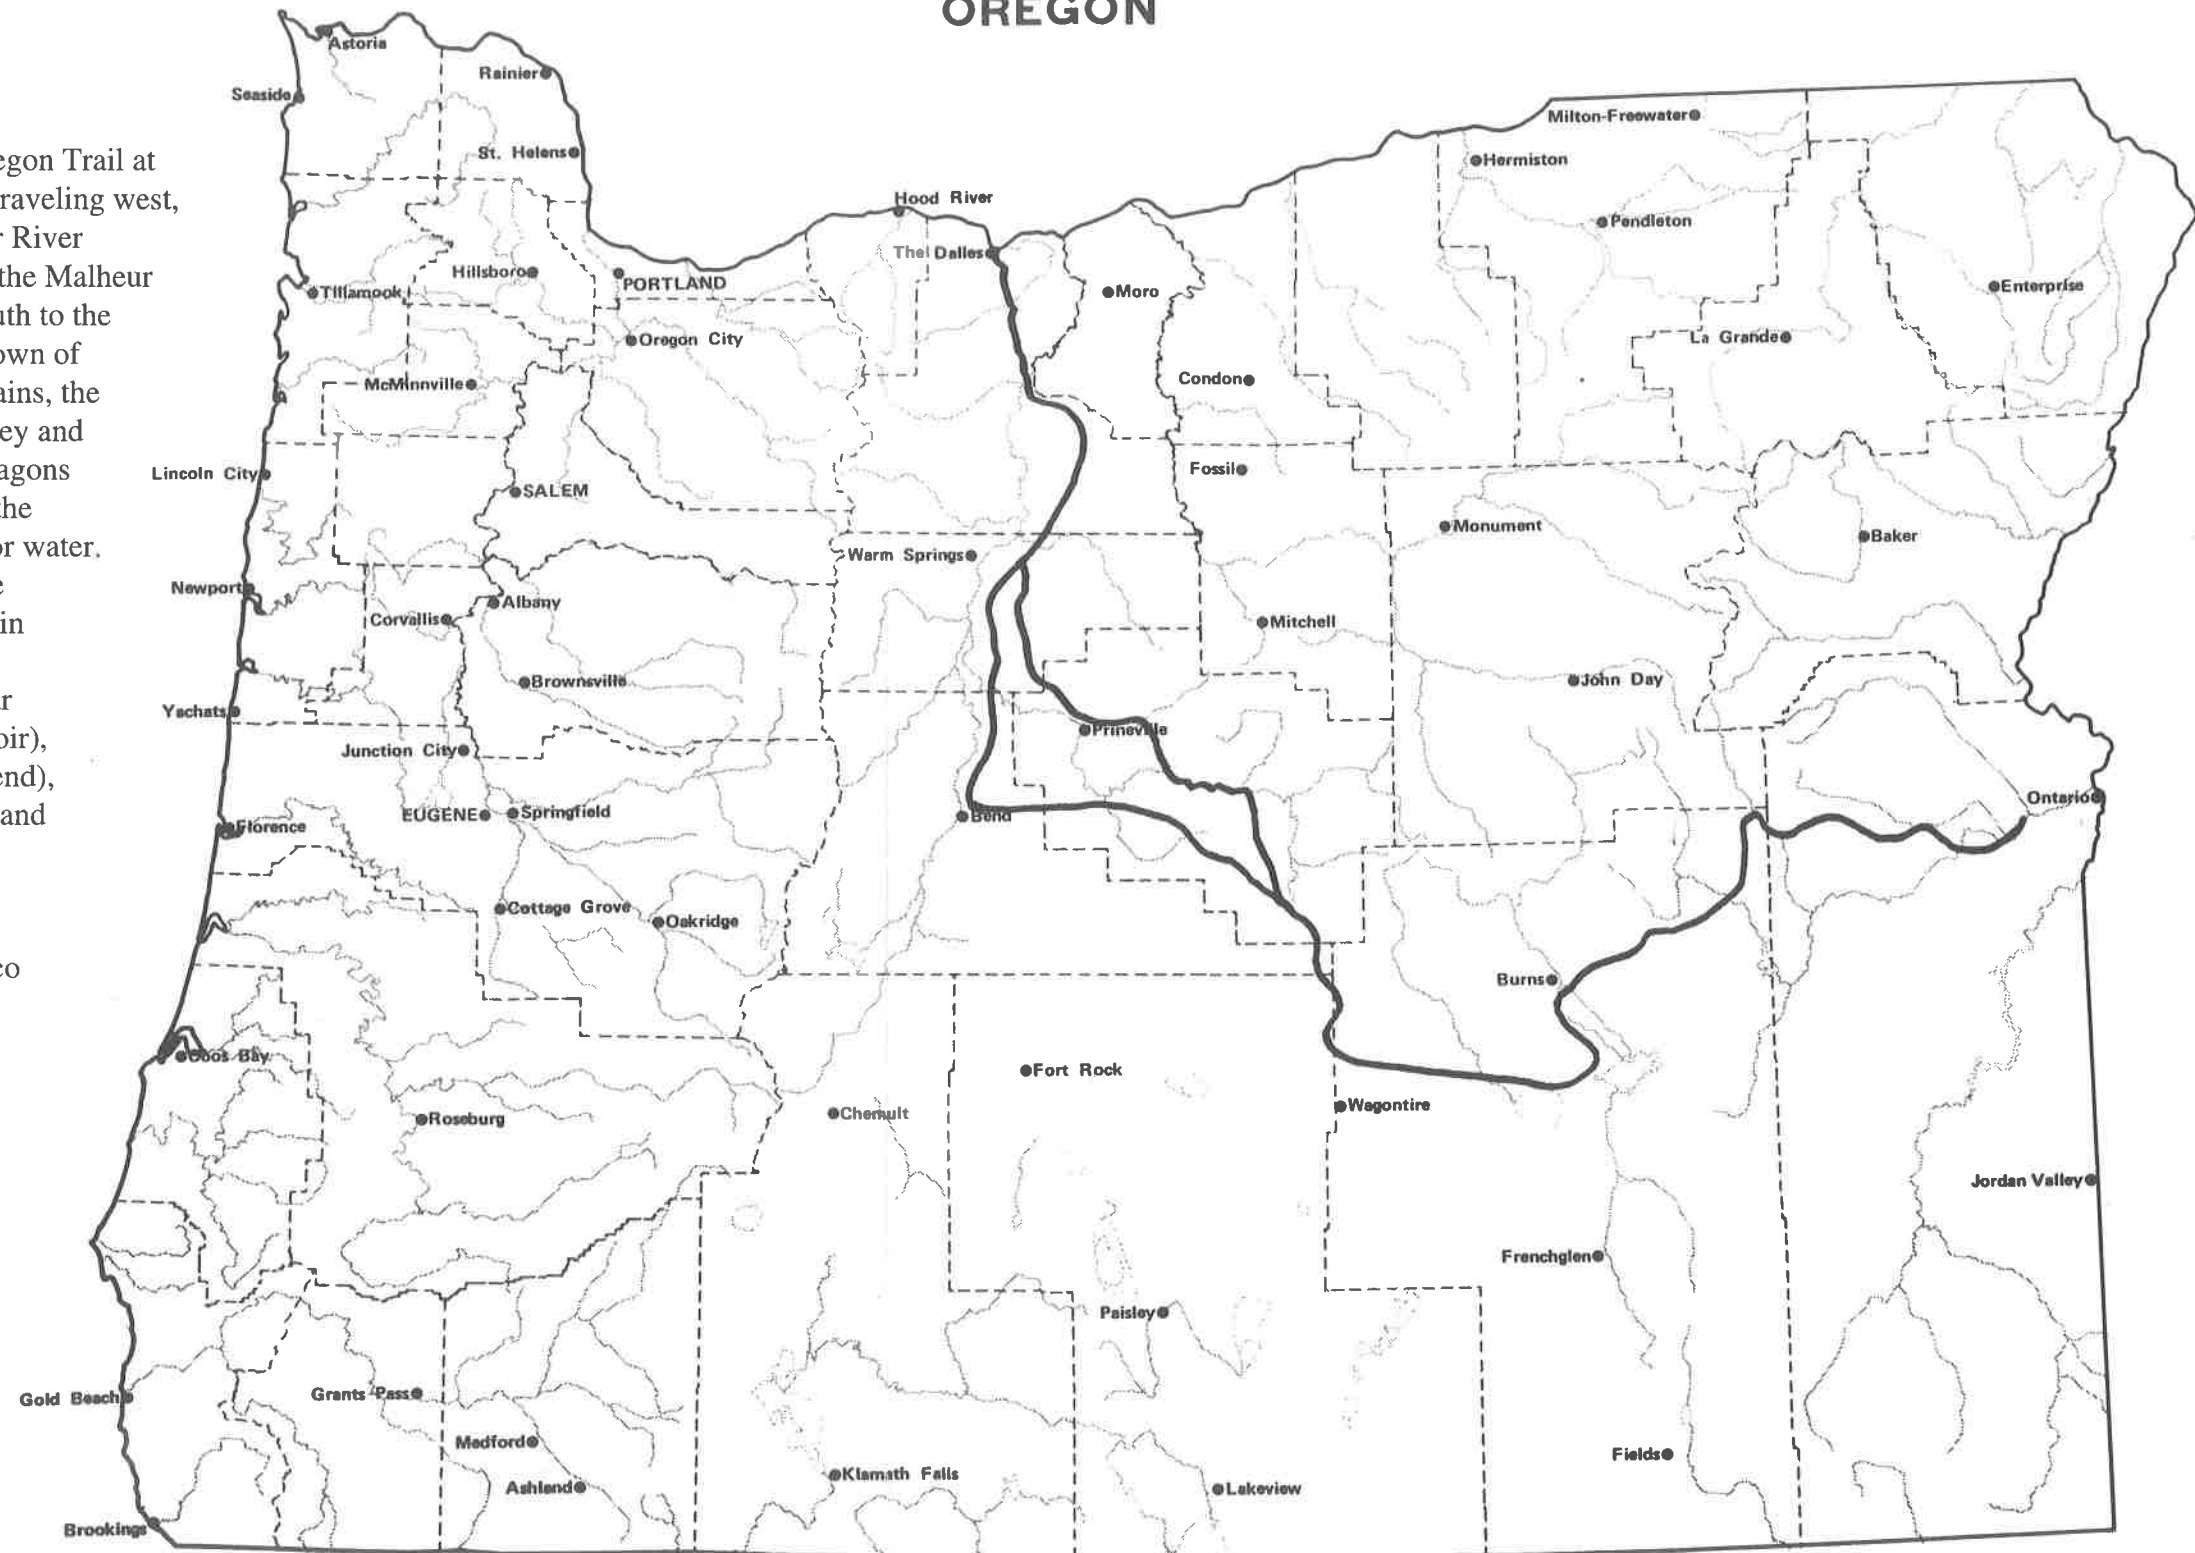 OREGON
egon Trail at
raveling west,
r River
the Malheur
uth to the
own of
ains, the
ey and
agons
the
or water.
e
in
ar
oir),
end),
and
co
Astoria
Rainier
Seaside
St. Helens
Milton-Freewater
Hermiston
Hood River
Pendleton
The Dalles
Hillsboro
PORTLAND
Tillamook
Moro
Enterprise
Oregon City
La Grande
McMinnville
Condon
Lincoln City
Fossil
SALEM
Monument
Baker
Warm Springs
Newport
Albany
Corvallis
Mitchell
Brownsville
John Day
Yachats
Prineville
Junction City
Ontario
EUGENE
Springfield
Bend
Florence
Cottage Grove
Oakridge
Burns
Coos Bay
Fort Rock
Chemult
Wagontire
Roseburg
Jordan Valley
Frenchglen
Paisley
Gold Beach
Grants Pass
Medford
Fields
Klamath Falls
Ashland
Lakeview
Brookings